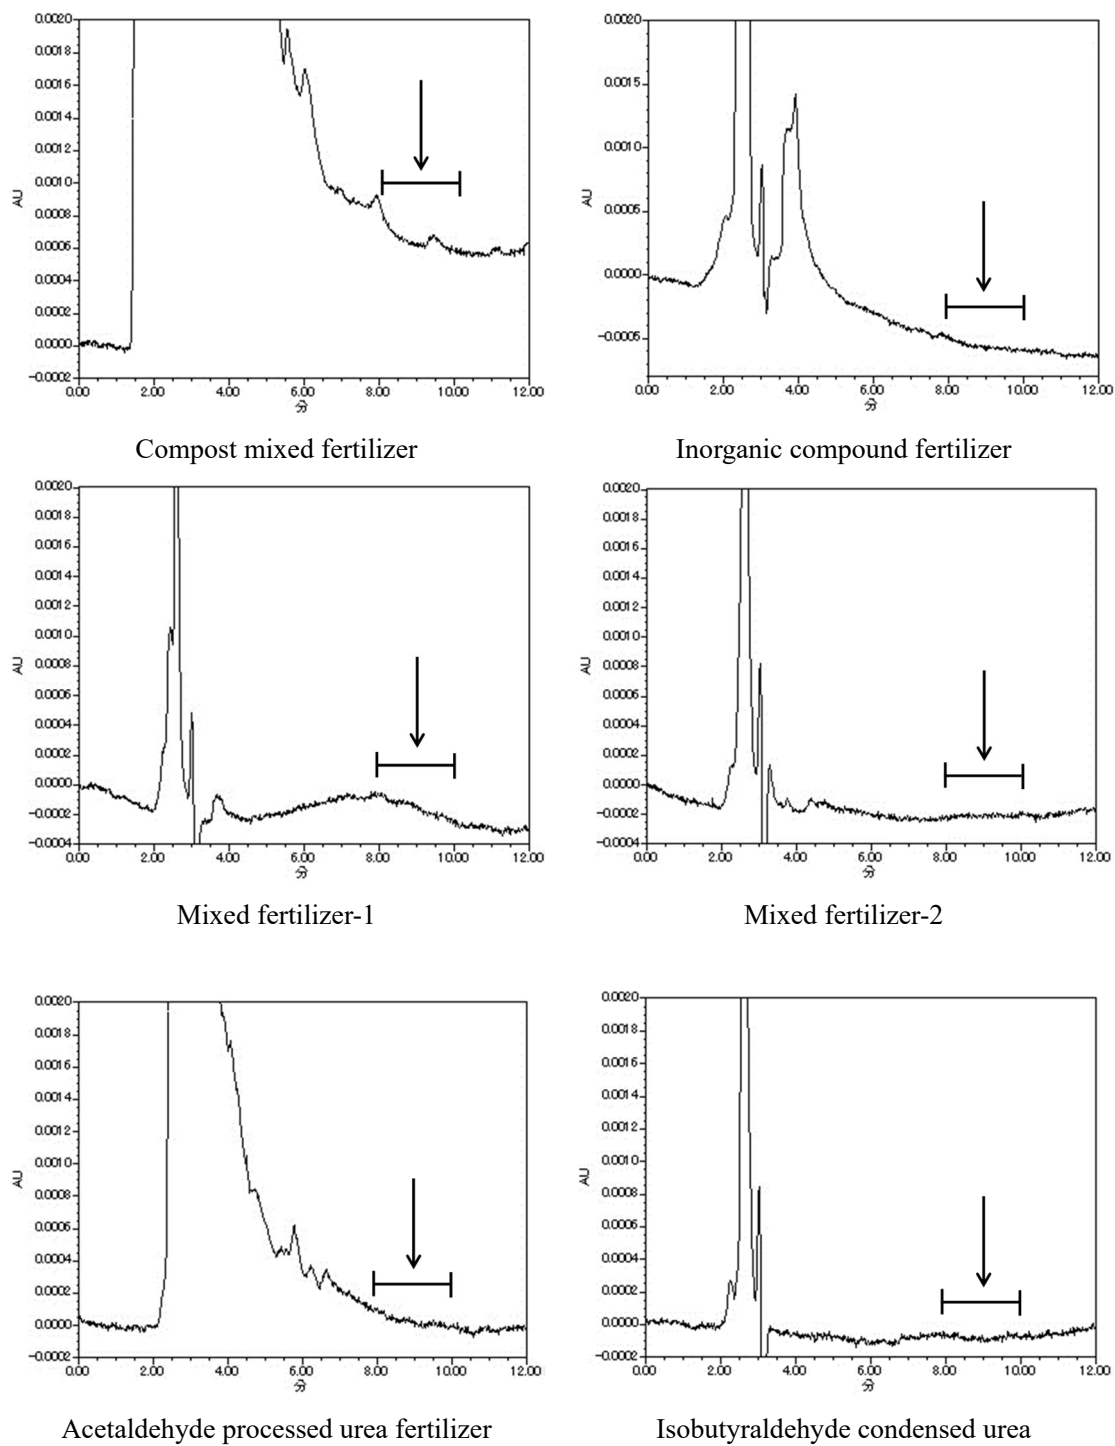 0.0020
0.0018
0.0016
0.0014
0.0012
0.0010
0.0008
0.0006
0.0004
0.0002
0.0000
−0.0002
AU
0.00 2.00 4.00 6.00 8.00 10.00 12.00
分
Compost mixed fertilizer
0.0020
0.0015
0.0010
0.0005
0.0000
−0.0005
AU
0.00 2.00 4.00 6.00 8.00 10.00 12.00
分
Inorganic compound fertilizer
0.0020
0.0018
0.0016
0.0014
0.0012
0.0010
0.0008
0.0006
0.0004
0.0002
0.0000
−0.0002
−0.0004
AU
0.00 2.00 4.00 6.00 8.00 10.00 12.00
分
Mixed fertilizer-1
0.0020
0.0018
0.0016
0.0014
0.0012
0.0010
0.0008
0.0006
0.0004
0.0002
0.0000
−0.0002
−0.0004
AU
0.00 2.00 4.00 6.00 8.00 10.00 12.00
分
Mixed fertilizer-2
0.0020
0.0018
0.0016
0.0014
0.0012
0.0010
0.0008
0.0006
0.0004
0.0002
0.0000
−0.0002
AU
0.00 2.00 4.00 6.00 8.00 10.00 12.00
分
Acetaldehyde processed urea fertilizer
0.0020
0.0018
0.0016
0.0014
0.0012
0.0010
0.0008
0.0006
0.0004
0.0002
0.0000
−0.0002
AU
0.00 2.00 4.00 6.00 8.00 10.00 12.00
分
Isobutyraldehyde condensed urea